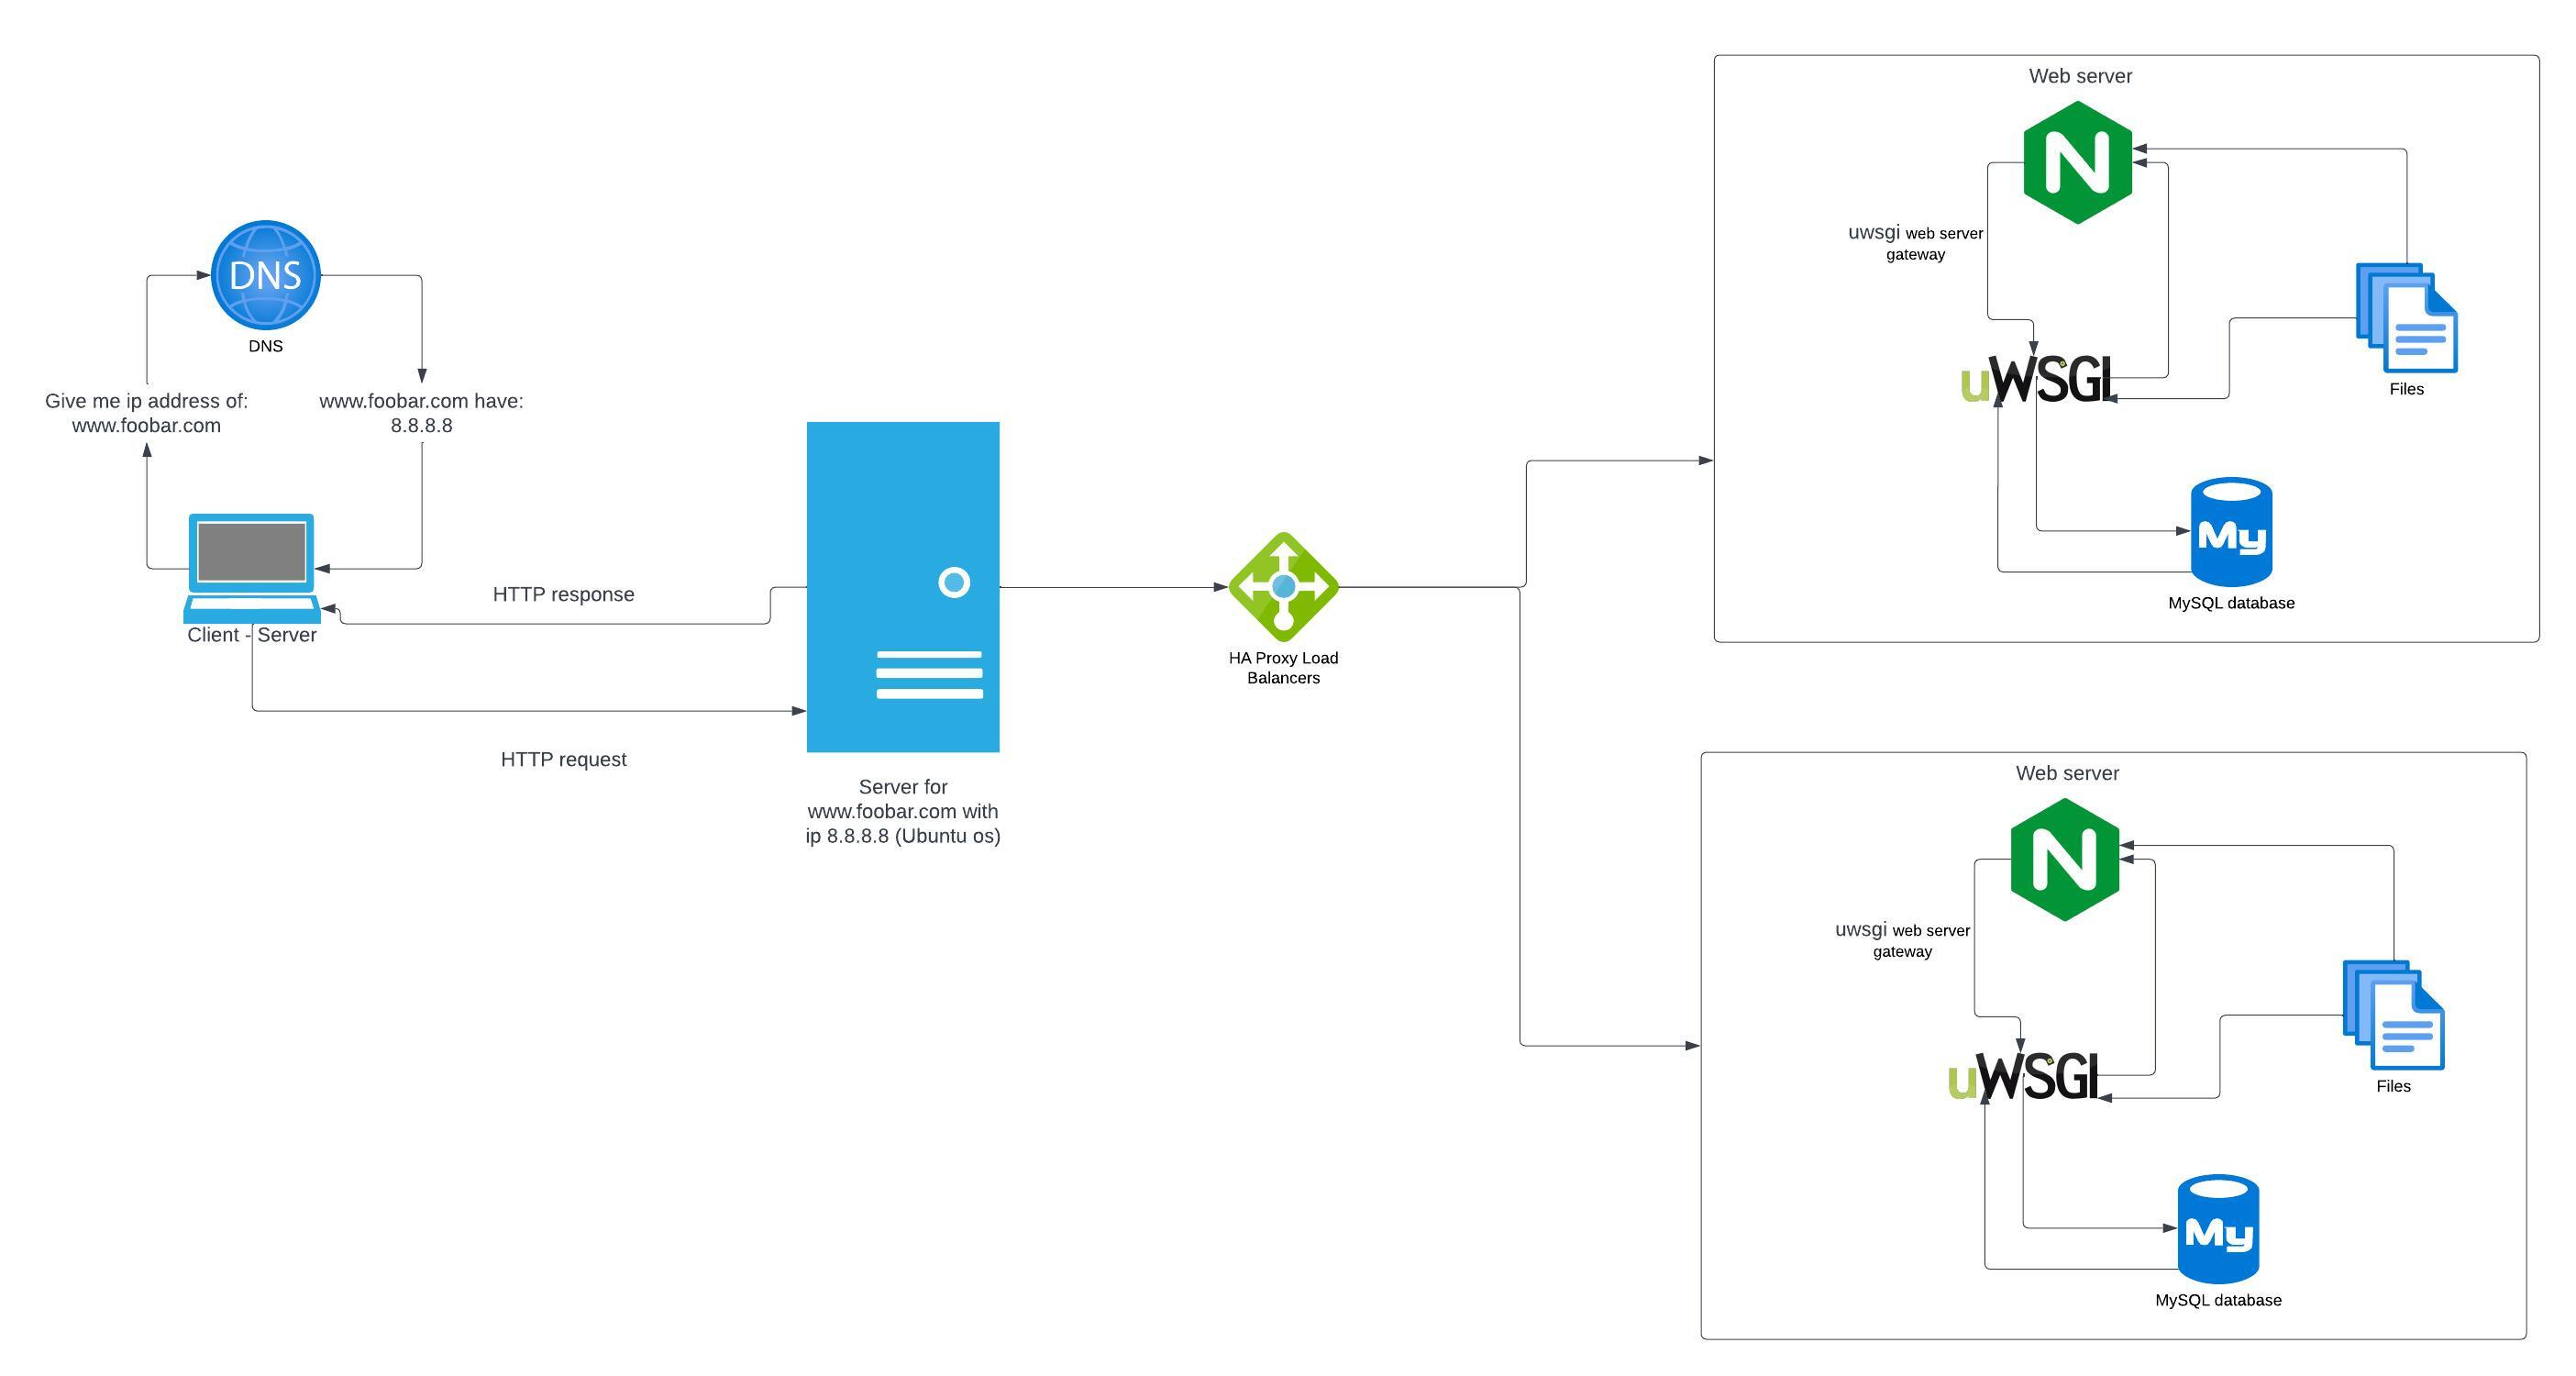 DNS
DNS
Give me ip address of:
www.foobar.com
www.foobar.com have:
8.8.8.8
Client - Server
HTTP response
HTTP request
Server for
www.foobar.com with
ip 8.8.8.8 (Ubuntu os)
HA Proxy Load
Balancers
Web server
N
uwsgi web server
gateway
uWSGI
Files
My
MySQL database
Web server
N
uwsgi web server
gateway
uWSGI
Files
My
MySQL database